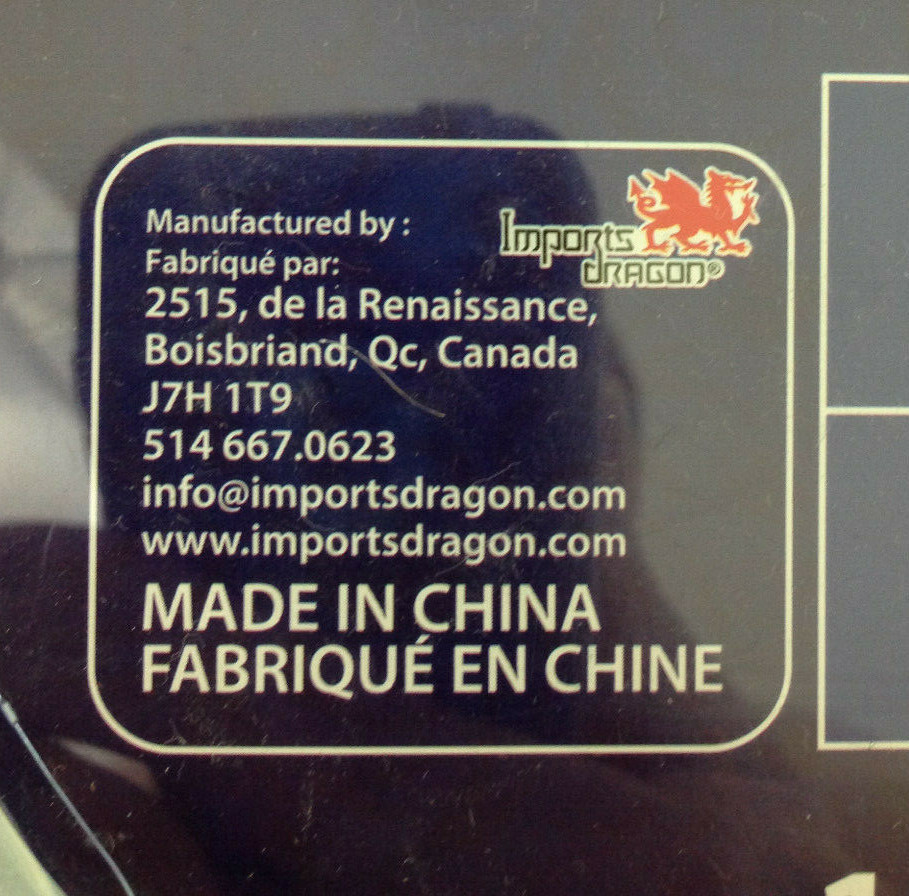 Manufactured by :
Fabriqué par:
Imports
DRAGON®
2515, de la Renaissance,
Boisbriand, Qc, Canada
J7H 1T9
514 667.0623
info@importsdragon.com
www.importsdragon.com
MADE IN CHINA
FABRIQUÉ EN CHINE